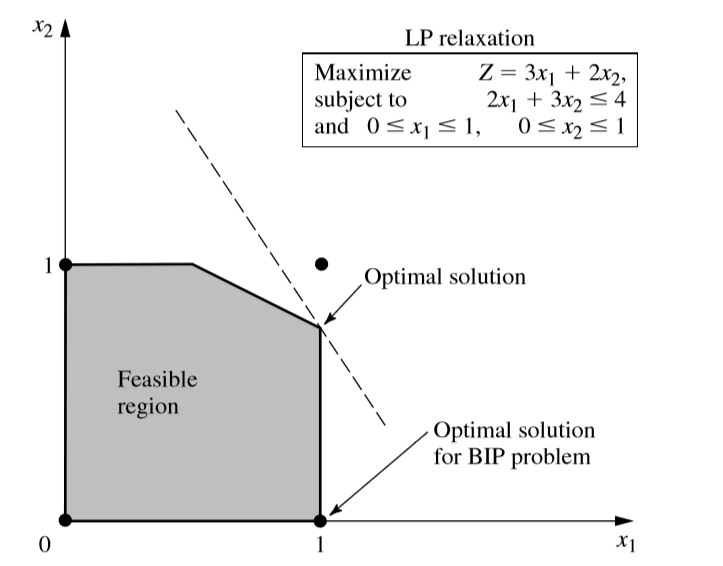 x₂
LP relaxation
Maximize Z = 3x₁ + 2x₂,
subject to 2x₁ + 3x₂ ≤ 4
and 0 ≤ x₁ ≤ 1, 0 ≤ x₂ ≤ 1
1
Optimal solution
Feasible
region
Optimal solution
for BIP problem
0
1
x₁